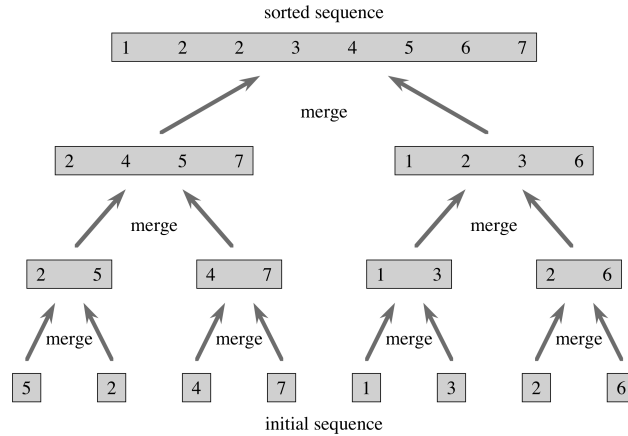 sorted sequence
1 2 2 3 4 5 6 7
merge
2 4 5 7 1 2 3 6
merge merge
2 5 4 7 1 3 2 6
merge merge merge merge
5 2 4 7 1 3 2 6
initial sequence